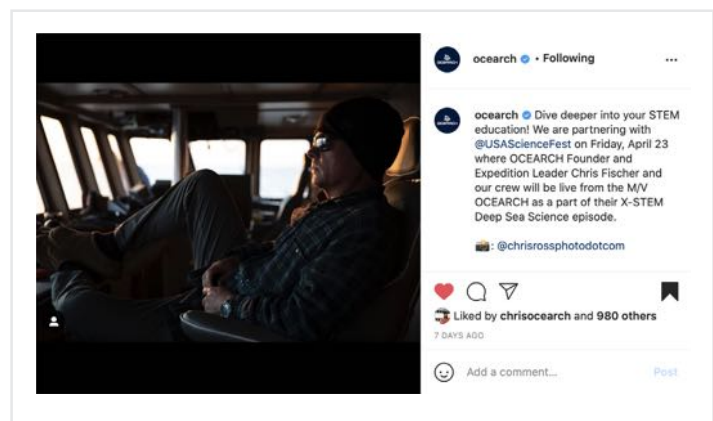 ocearch • Following
ocearch Dive deeper into your STEM
education! We are partnering with
@USAScienceFest on Friday, April 23
where OCEARCH Founder and
Expedition Leader Chris Fischer and
our crew will be live from the M/V
OCEARCH as a part of their X-STEM
Deep Sea Science episode.
📸: @chrisrossphotodotcom
Liked by chrisocearch and 980 others
7 DAYS AGO
Add a comment...
Post